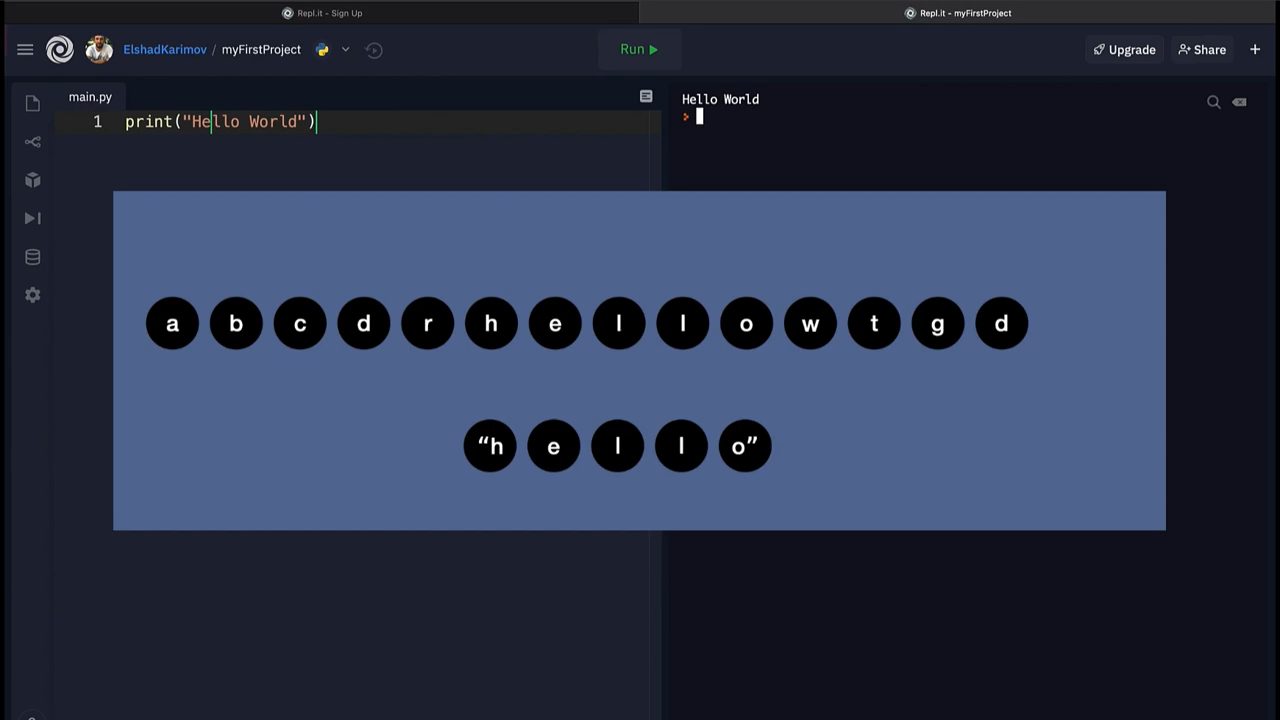 Repl.it - Sign Up
Repl.it - myFirstProject
ElshadKarimov / myFirstProject
Run
Upgrade
Share
main.py
1 print("Hello World")
Hello World
a b c d r h e l l o w t g d
“h e l l o”